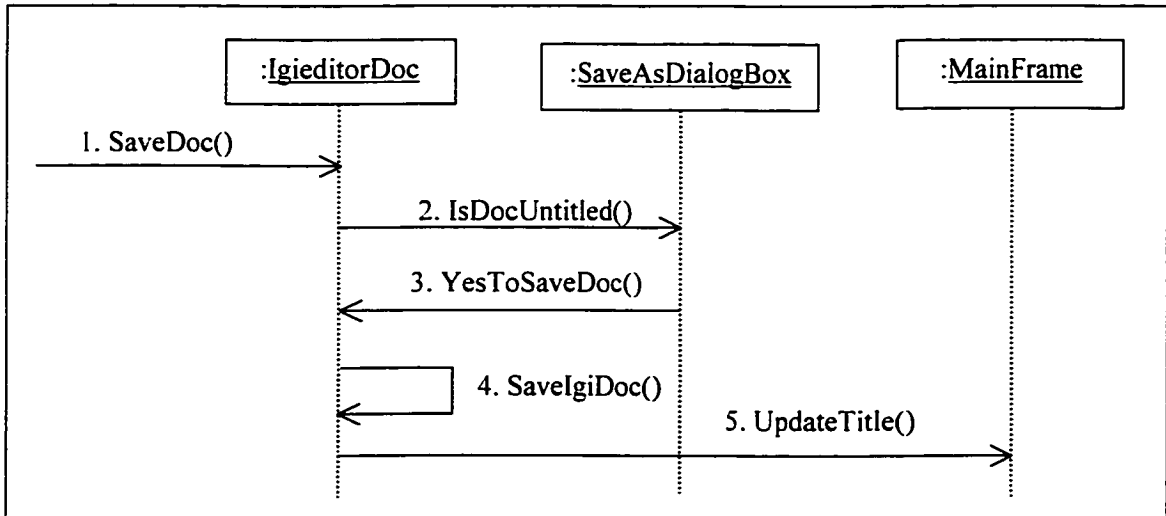 :IgieditorDoc
:SaveAsDialogBox
:MainFrame
1. SaveDoc()
2. IsDocUntitled()
3. YesToSaveDoc()
4. SaveIgiDoc()
5. UpdateTitle()